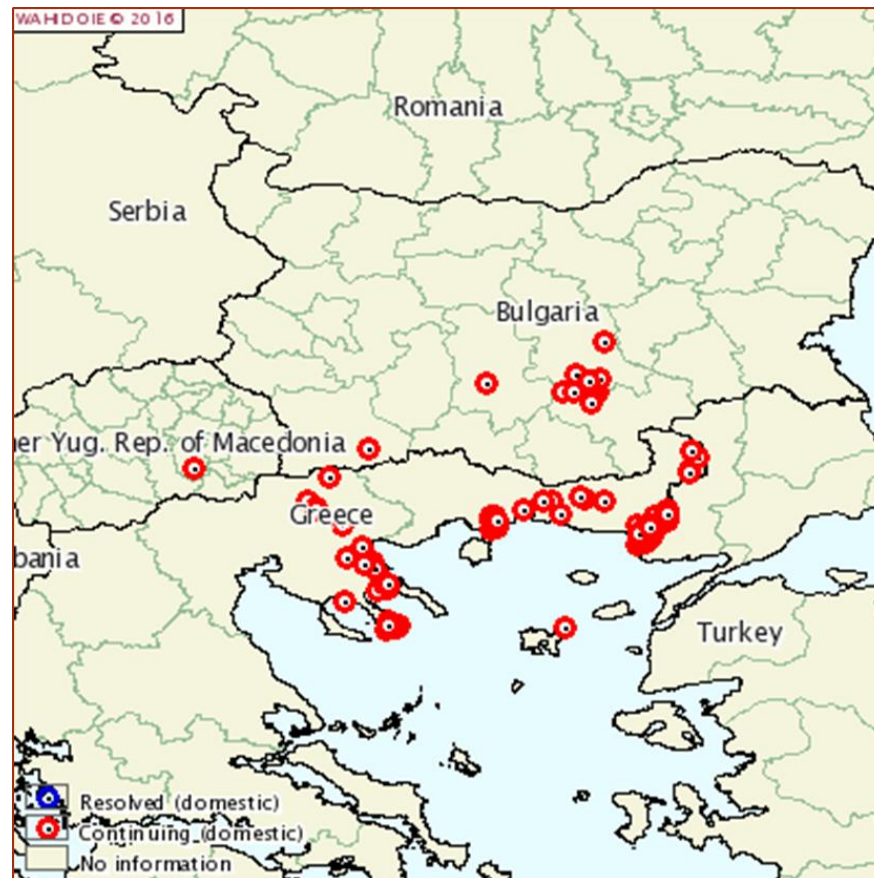 WAHID OIE © 2016
Romania
Serbia
Bulgaria
er Yug. Rep. of Macedonia
Greece
bania
Turkey
Resolved (domestic)
Continuing (domestic)
No information